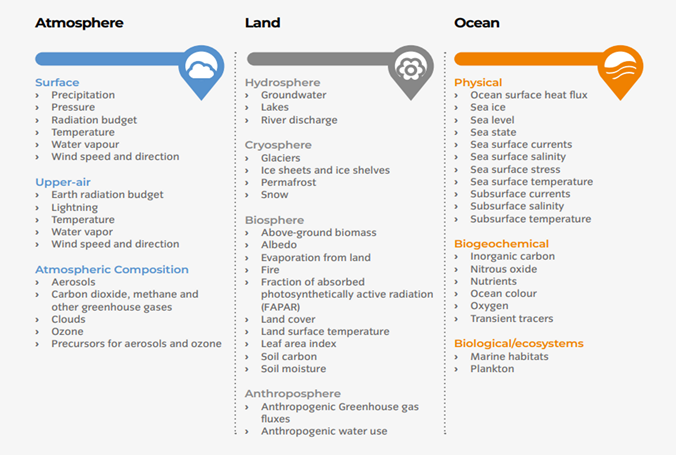 Atmosphere
Surface
› Precipitation
› Pressure
› Radiation budget
› Temperature
› Water vapour
› Wind speed and direction
Upper-air
› Earth radiation budget
› Lightning
› Temperature
› Water vapor
› Wind speed and direction
Atmospheric Composition
› Aerosols
› Carbon dioxide, methane and
other greenhouse gases
› Clouds
› Ozone
› Precursors for aerosols and ozone
Land
Hydrosphere
› Groundwater
› Lakes
› River discharge
Cryosphere
› Glaciers
› Ice sheets and ice shelves
› Permafrost
› Snow
Biosphere
› Above-ground biomass
› Albedo
› Evaporation from land
› Fire
› Fraction of absorbed
photosynthetically active radiation
(FAPAR)
› Land cover
› Land surface temperature
› Leaf area index
› Soil carbon
› Soil moisture
Anthroposphere
› Anthropogenic Greenhouse gas
fluxes
› Anthropogenic water use
Ocean
Physical
› Ocean surface heat flux
› Sea ice
› Sea level
› Sea state
› Sea surface currents
› Sea surface salinity
› Sea surface stress
› Sea surface temperature
› Subsurface currents
› Subsurface salinity
› Subsurface temperature
Biogeochemical
› Inorganic carbon
› Nitrous oxide
› Nutrients
› Ocean colour
› Oxygen
› Transient tracers
Biological/ecosystems
› Marine habitats
› Plankton